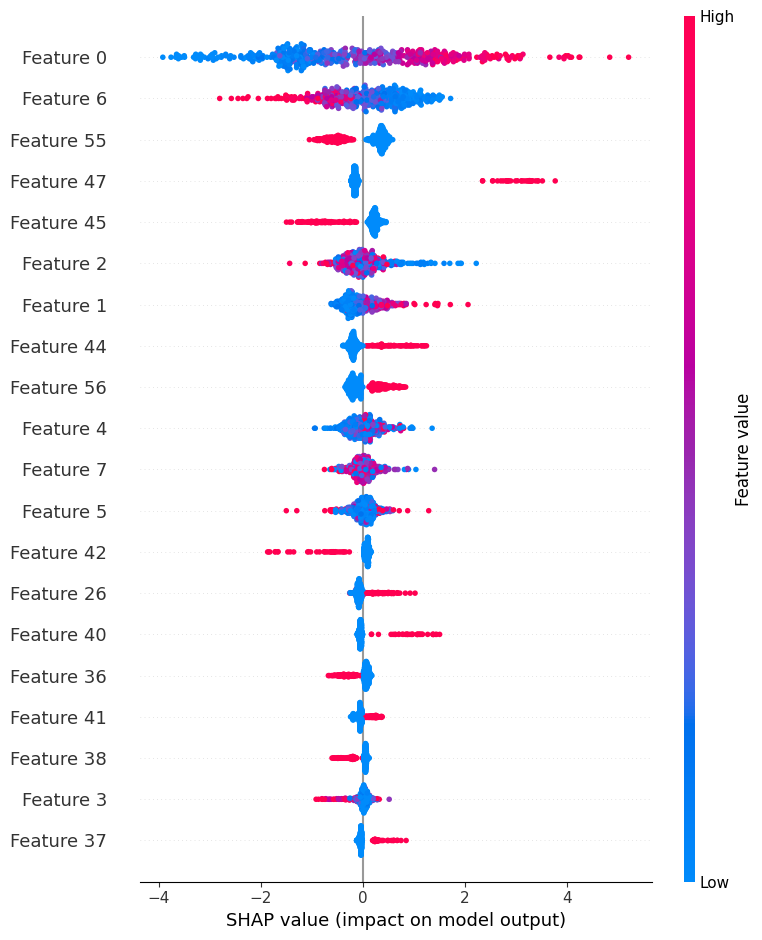 High
Feature 0
Feature 6
Feature 55
Feature 47
Feature 45
Feature 2
Feature 1
Feature 44
Feature 56
Feature 4
Feature 7
Feature 5
Feature 42
Feature 26
Feature 40
Feature 36
Feature 41
Feature 38
Feature 3
Feature 37
Feature value
Low
−4 −2 0 2 4
SHAP value (impact on model output)